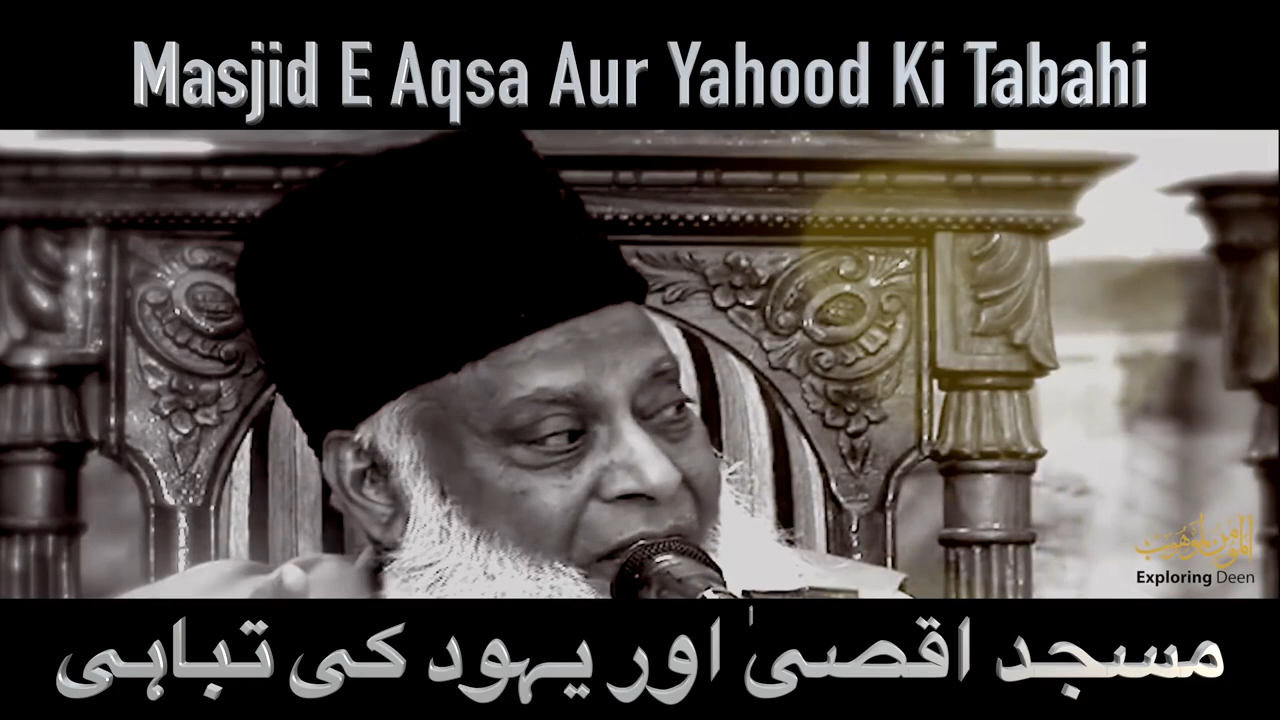 Masjid E Aqsa Aur Yahood Ki Tabahi
Exploring Deen
مسجد اقصیٰ اور یہود کی تباہی